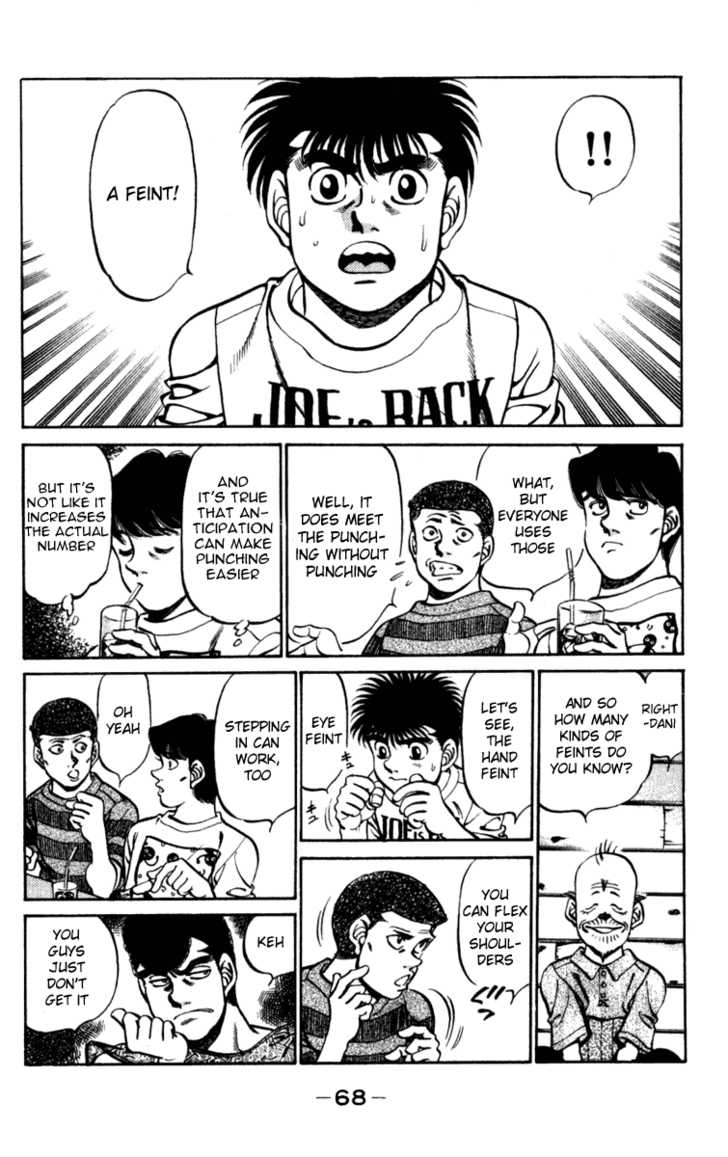 !!
A FEINT!
JOE is BACK
WHAT,
BUT
EVERYONE
USES
THOSE
WELL, IT
DOES MEET
THE PUNCH-
ING WITHOUT
PUNCHING
AND
IT'S TRUE
THAT AN-
TICIPATION
CAN MAKE
PUNCHING
EASIER
BUT IT'S
NOT LIKE IT
INCREASES
THE ACTUAL
NUMBER
RIGHT
-DANI
AND SO
HOW MANY
KINDS OF
FEINTS DO
YOU KNOW?
LET'S
SEE,
THE
HAND
FEINT
EYE
FEINT
JOE
YOU
CAN FLEX
YOUR
SHOUL-
DERS
STEPPING
IN CAN
WORK,
TOO
OH
YEAH
KEH
YOU
GUYS
JUST
DON'T
GET IT
—68—